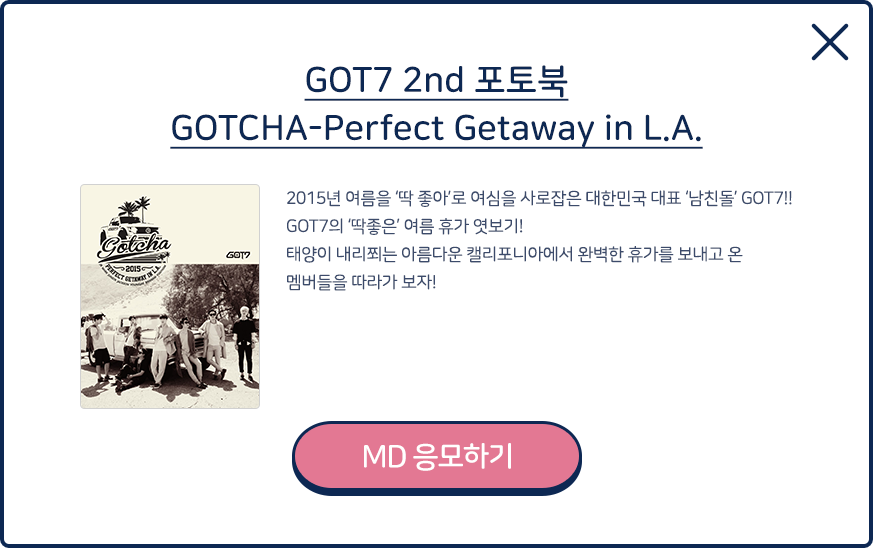 GOT7 2nd 포토북
GOTCHA-Perfect Getaway in L.A.
2015년 여름을 ‘딱 좋아’로 여심을 사로잡은 대한민국 대표 ‘남친돌’ GOT7!!
GOT7의 ‘딱좋은’ 여름 휴가 엿보기!
태양이 내리쬐는 아름다운 캘리포니아에서 완벽한 휴가를 보내고 온
멤버들을 따라가 보자!
Gotcha
GOT7
2015
PERFECT GETAWAY IN L.A.
MD 응모하기